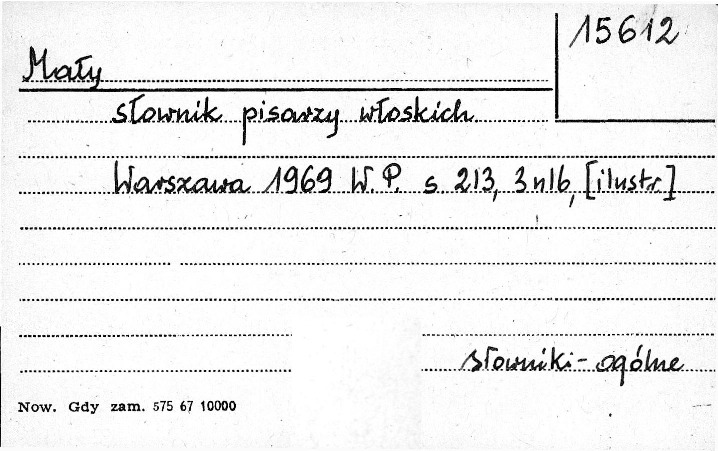 15612
Mały
słownik pisarzy włoskich
Warszawa 1969 W.P. s 213, 3 nlb, [ilustr]
słowniki - ogólne
Now. Gdy zam. 575 67 10000